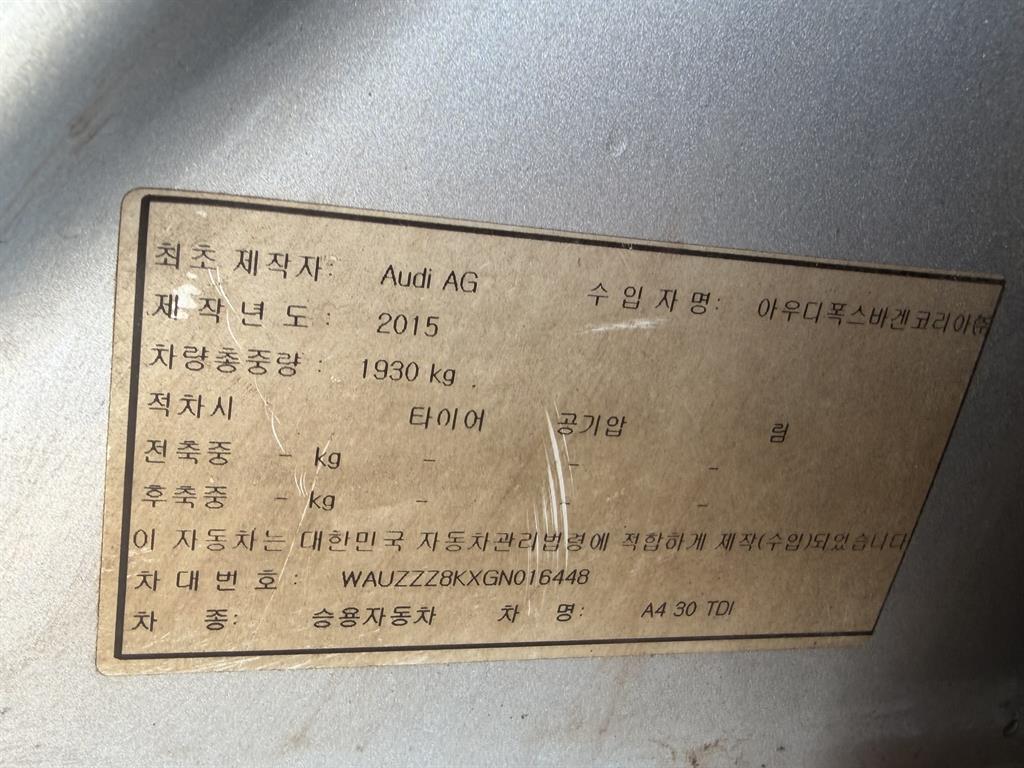 최초 제작자: Audi AG 수 입 자 명: 아우디폭스바겐코리아(주)
제 작 년 도 : 2015
차량총중량 : 1930 kg .
적차시 타이어 공기압 림
전축중 - kg - - -
후축중 - kg - - -
이 자동차는 대한민국 자동차관리법령에 적합하게 제작(수입)되었습니다
차 대 번 호 : WAUZZZ8KXGN016448
차 종: 승용자동차 차 명: A4 30 TDI